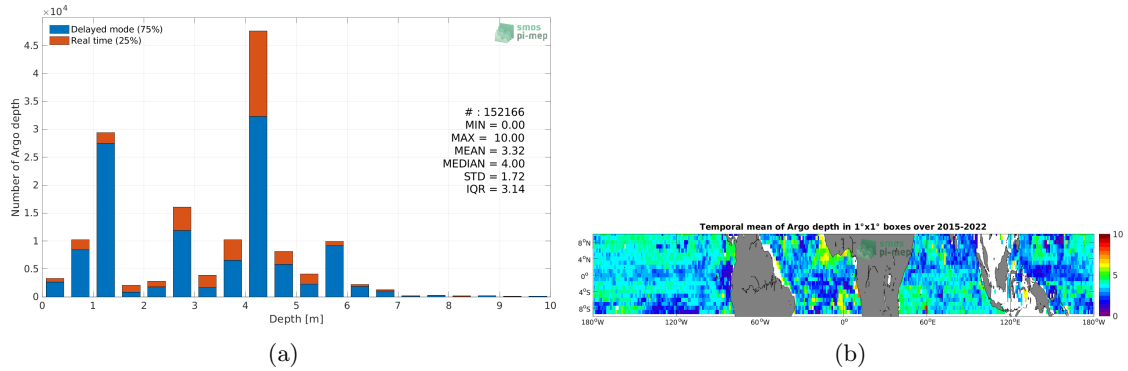 ×10⁴
Delayed mode (75%)
Real time (25%)
smos
pi-mep
4.5
4
3.5
3
2.5
2
1.5
1
0.5
0
Number of Argo depth
# : 152166
MIN = 0.00
MAX = 10.00
MEAN = 3.32
MEDIAN = 4.00
STD = 1.72
IQR = 3.14
0 1 2 3 4 5 6 7 8 9 10
Depth [m]
(a)
Temporal mean of Argo depth in 1°x1° boxes over 2015-2022
smos
pi-mep
8°N
4°N
0°
4°S
8°S
180°W 120°W 60°W 0° 60°E 120°E 180°W
10
5
0
(b)